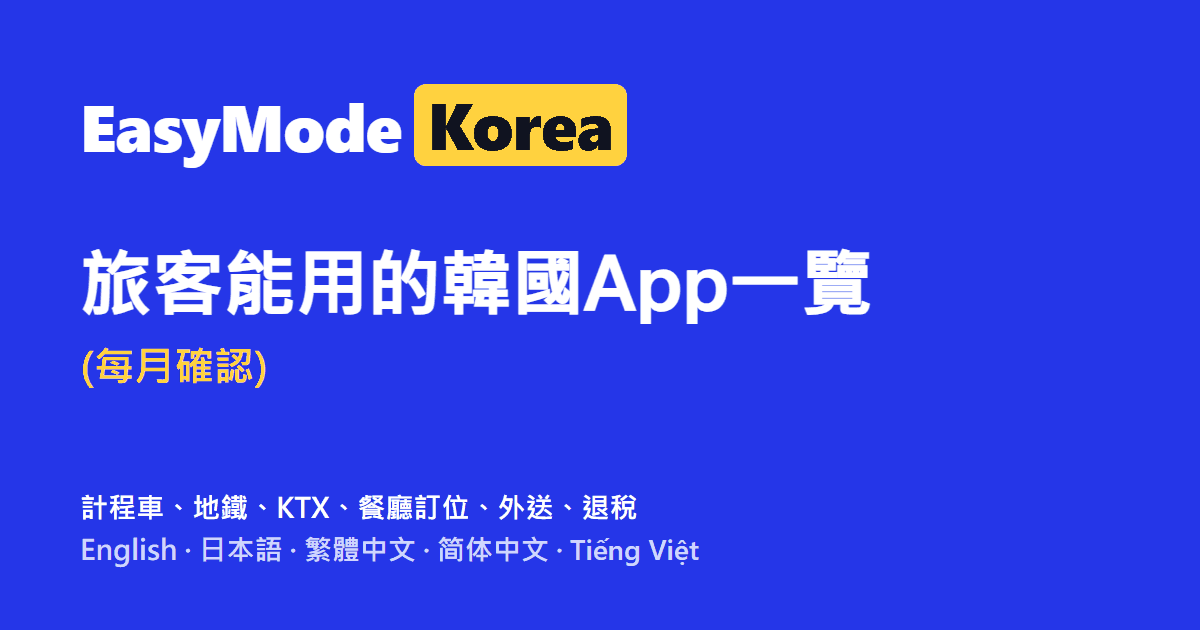 EasyMode Korea
旅客能用的韓國App一覽
(每月確認)
計程車、地鐵、KTX、餐廳訂位、外送、退稅
English · 日本語 · 繁體中文 · 简体中文 · Tiếng Việt